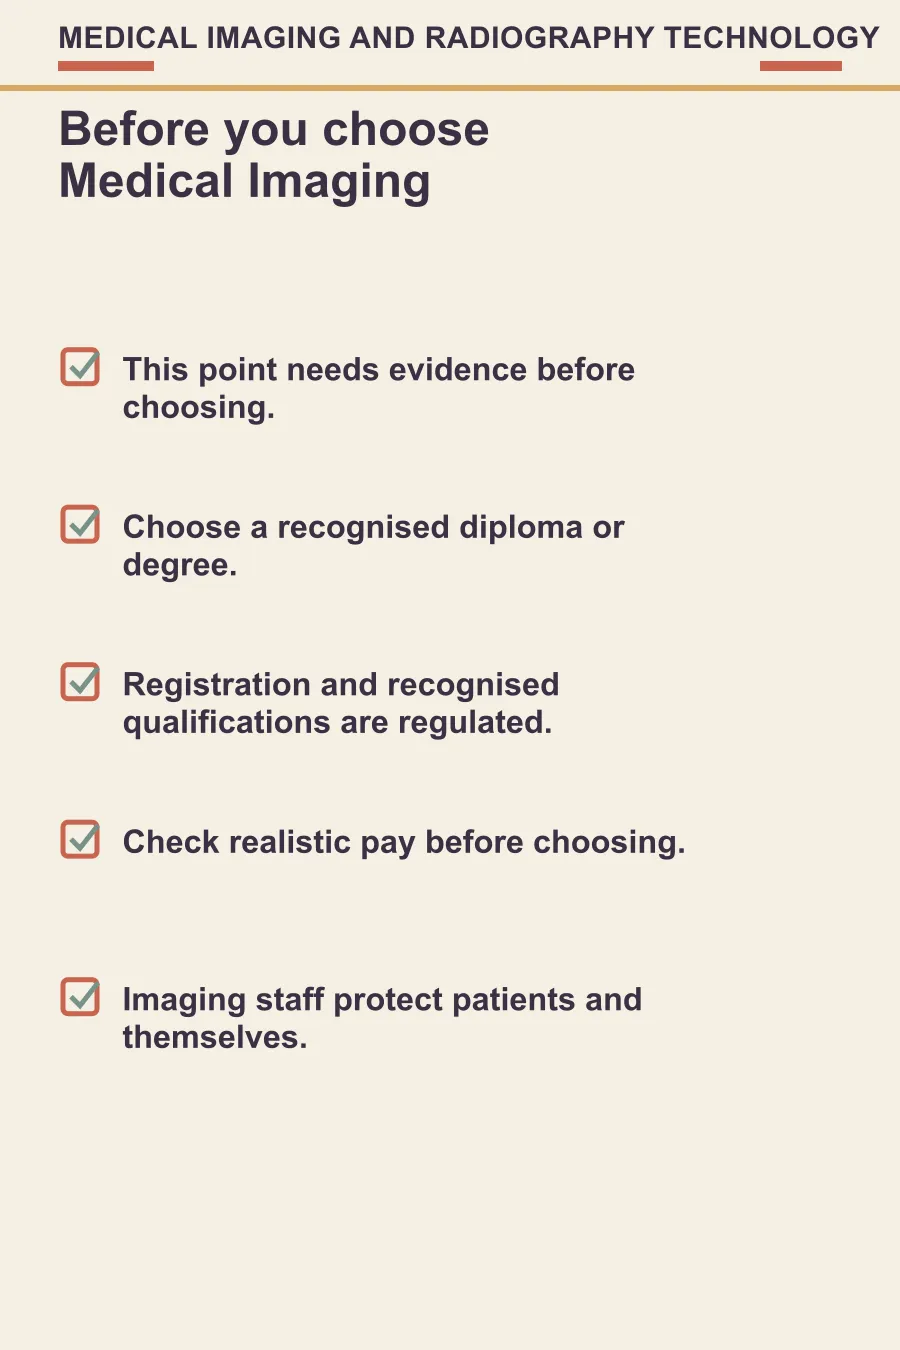 MEDICAL IMAGING AND RADIOGRAPHY TECHNOLOGY
Before you choose
Medical Imaging
This point needs evidence before
choosing.
Choose a recognised diploma or
degree.
Registration and recognised
qualifications are regulated.
Check realistic pay before choosing.
Imaging staff protect patients and
themselves.